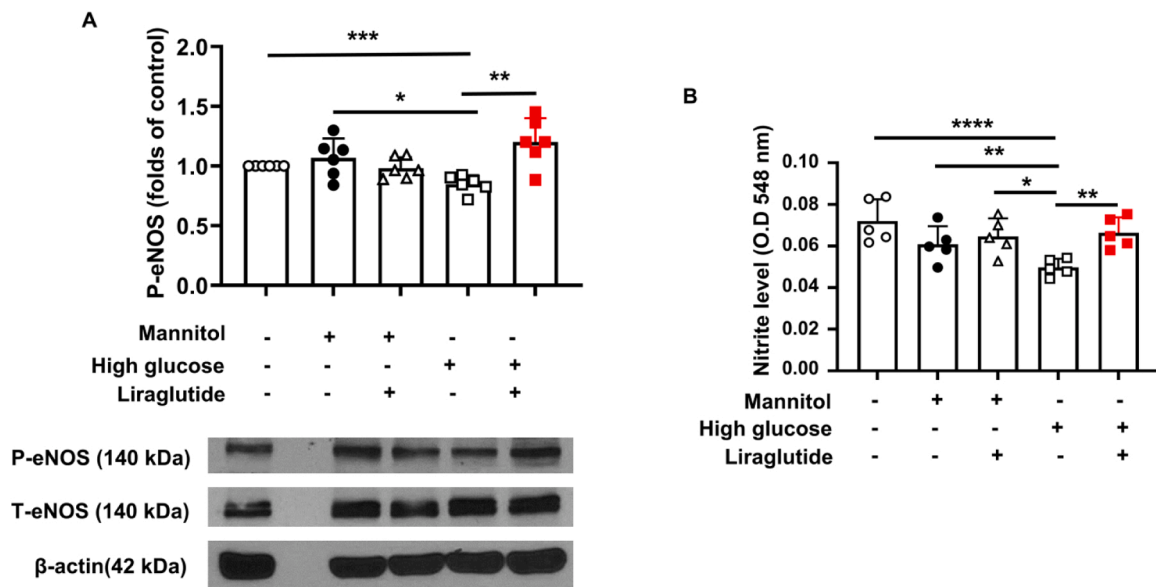 A
P-eNOS (folds of control)
2.0
1.5
1.0
0.5
0.0
***
**
*
Mannitol - + + - -
High glucose - - - + +
Liraglutide - - + - +
P-eNOS (140 kDa)
T-eNOS (140 kDa)
β-actin(42 kDa)
B
Nitrite level (O.D 548 nm)
0.10
0.08
0.06
0.04
0.02
0.00
****
**
*
**
Mannitol - + + - -
High glucose - - - + +
Liraglutide - - + - +